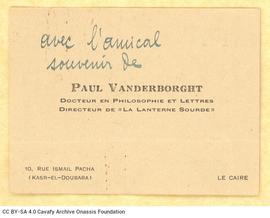 avec l'amical
souvenir de
PAUL VANDERBORGHT
DOCTEUR EN PHILOSOPHIE ET LETTRES
DIRECTEUR DE «LA LANTERNE SOURDE»
10, RUE ISMAIL PACHA
(KASR-EL-DOUBARA)
LE CAIRE
CC BY-SA 4.0 Cavafy Archive Onassis Foundation